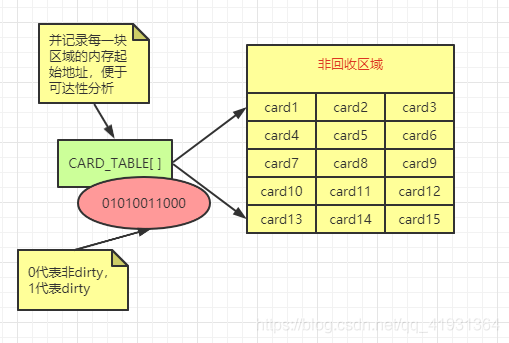 并记录每一块
区域的内存起
始地址，便于
可达性分析
非回收区域
CARD_TABLE[ ]
card1 card2 card3
card4 card5 card6
card7 card8 card9
card10 card11 card12
card13 card14 card15
01010011000
0代表非dirty，
1代表dirty
https://blog.csdn.net/qq_41931364